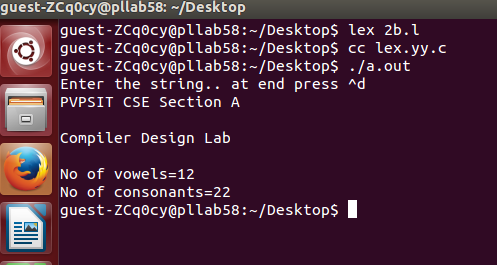 guest-ZCq0cy@pllab58: ~/Desktop
guest-ZCq0cy@pllab58:~/Desktop$ lex 2b.l
guest-ZCq0cy@pllab58:~/Desktop$ cc lex.yy.c
guest-ZCq0cy@pllab58:~/Desktop$ ./a.out
Enter the string.. at end press ^d
PVPSIT CSE Section A
Compiler Design Lab
No of vowels=12
No of consonants=22
guest-ZCq0cy@pllab58:~/Desktop$